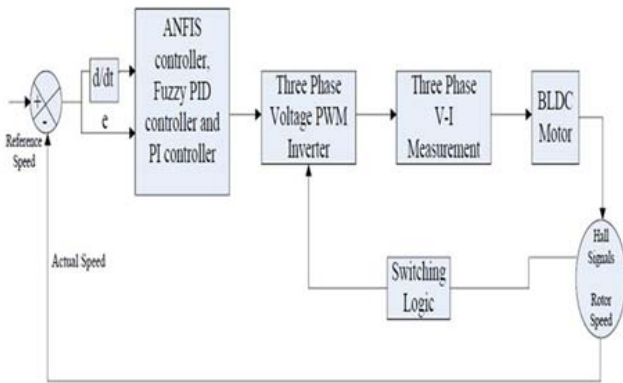 ANFIS
controller,
Fuzzy PID
controller and
PI controller
d/dt
+
-
e
Reference
Speed
Three Phase
Voltage PWM
Inverter
Three Phase
V-I
Measurement
BLDC
Motor
Hall
Signals
Rotor
Speed
Switching
Logic
Actual Speed